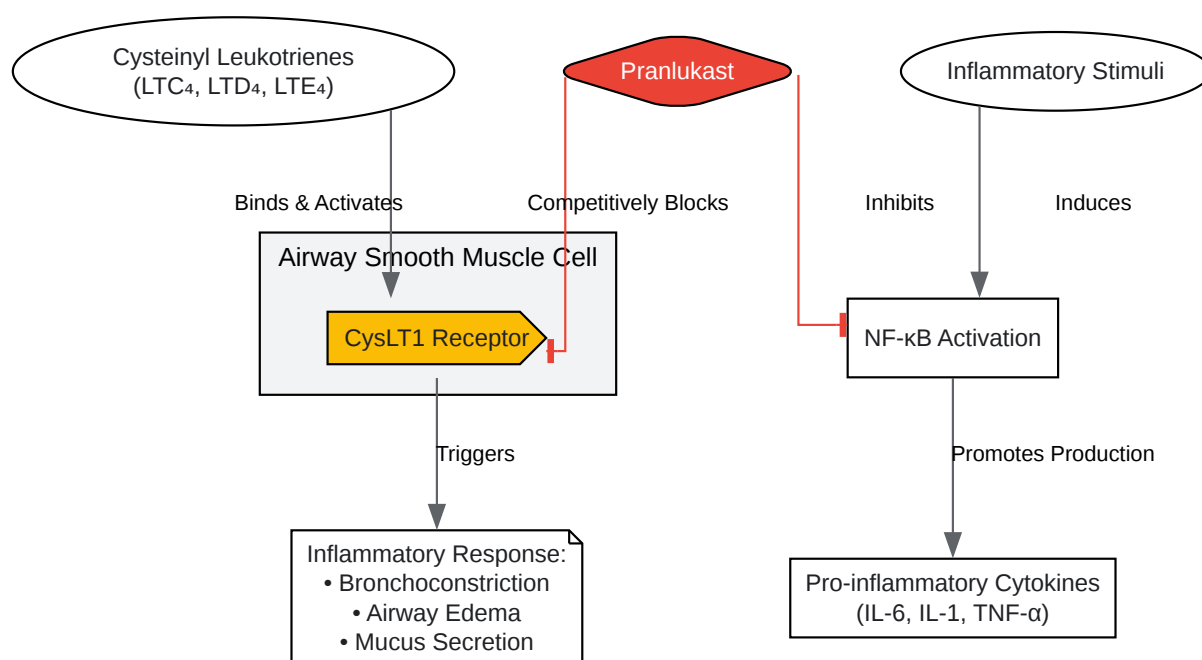 Cysteinyl Leukotrienes
(LTC₄, LTD₄, LTE₄)
Pranlukast
Inflammatory Stimuli
Binds & Activates
Competitively Blocks
Inhibits
Induces
Airway Smooth Muscle Cell
CysLT1 Receptor
NF-κB Activation
Triggers
Promotes Production
Inflammatory Response:
• Bronchoconstriction
• Airway Edema
• Mucus Secretion
Pro-inflammatory Cytokines
(IL-6, IL-1, TNF-α)